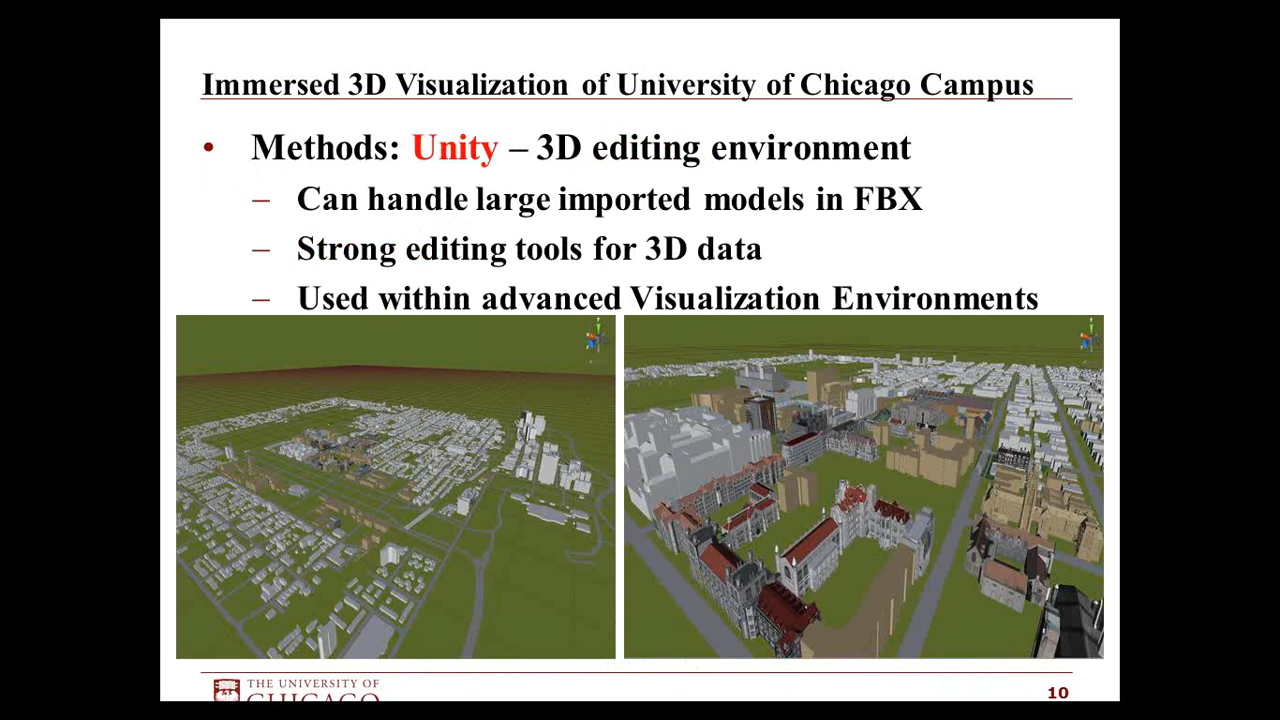 Immersed 3D Visualization of University of Chicago Campus
• Methods: Unity – 3D editing environment
– Can handle large imported models in FBX
– Strong editing tools for 3D data
– Used within advanced Visualization Environments
THE UNIVERSITY OF
CHICAGO
10